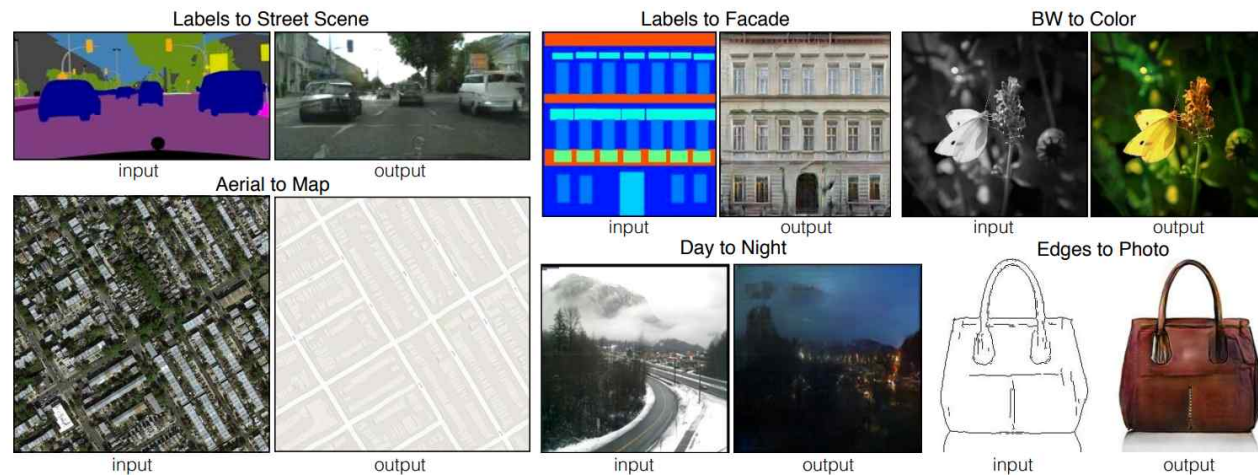 Labels to Street Scene
input
output
Aerial to Map
input
output
Labels to Facade
input
output
BW to Color
input
output
Day to Night
input
output
Edges to Photo
input
output